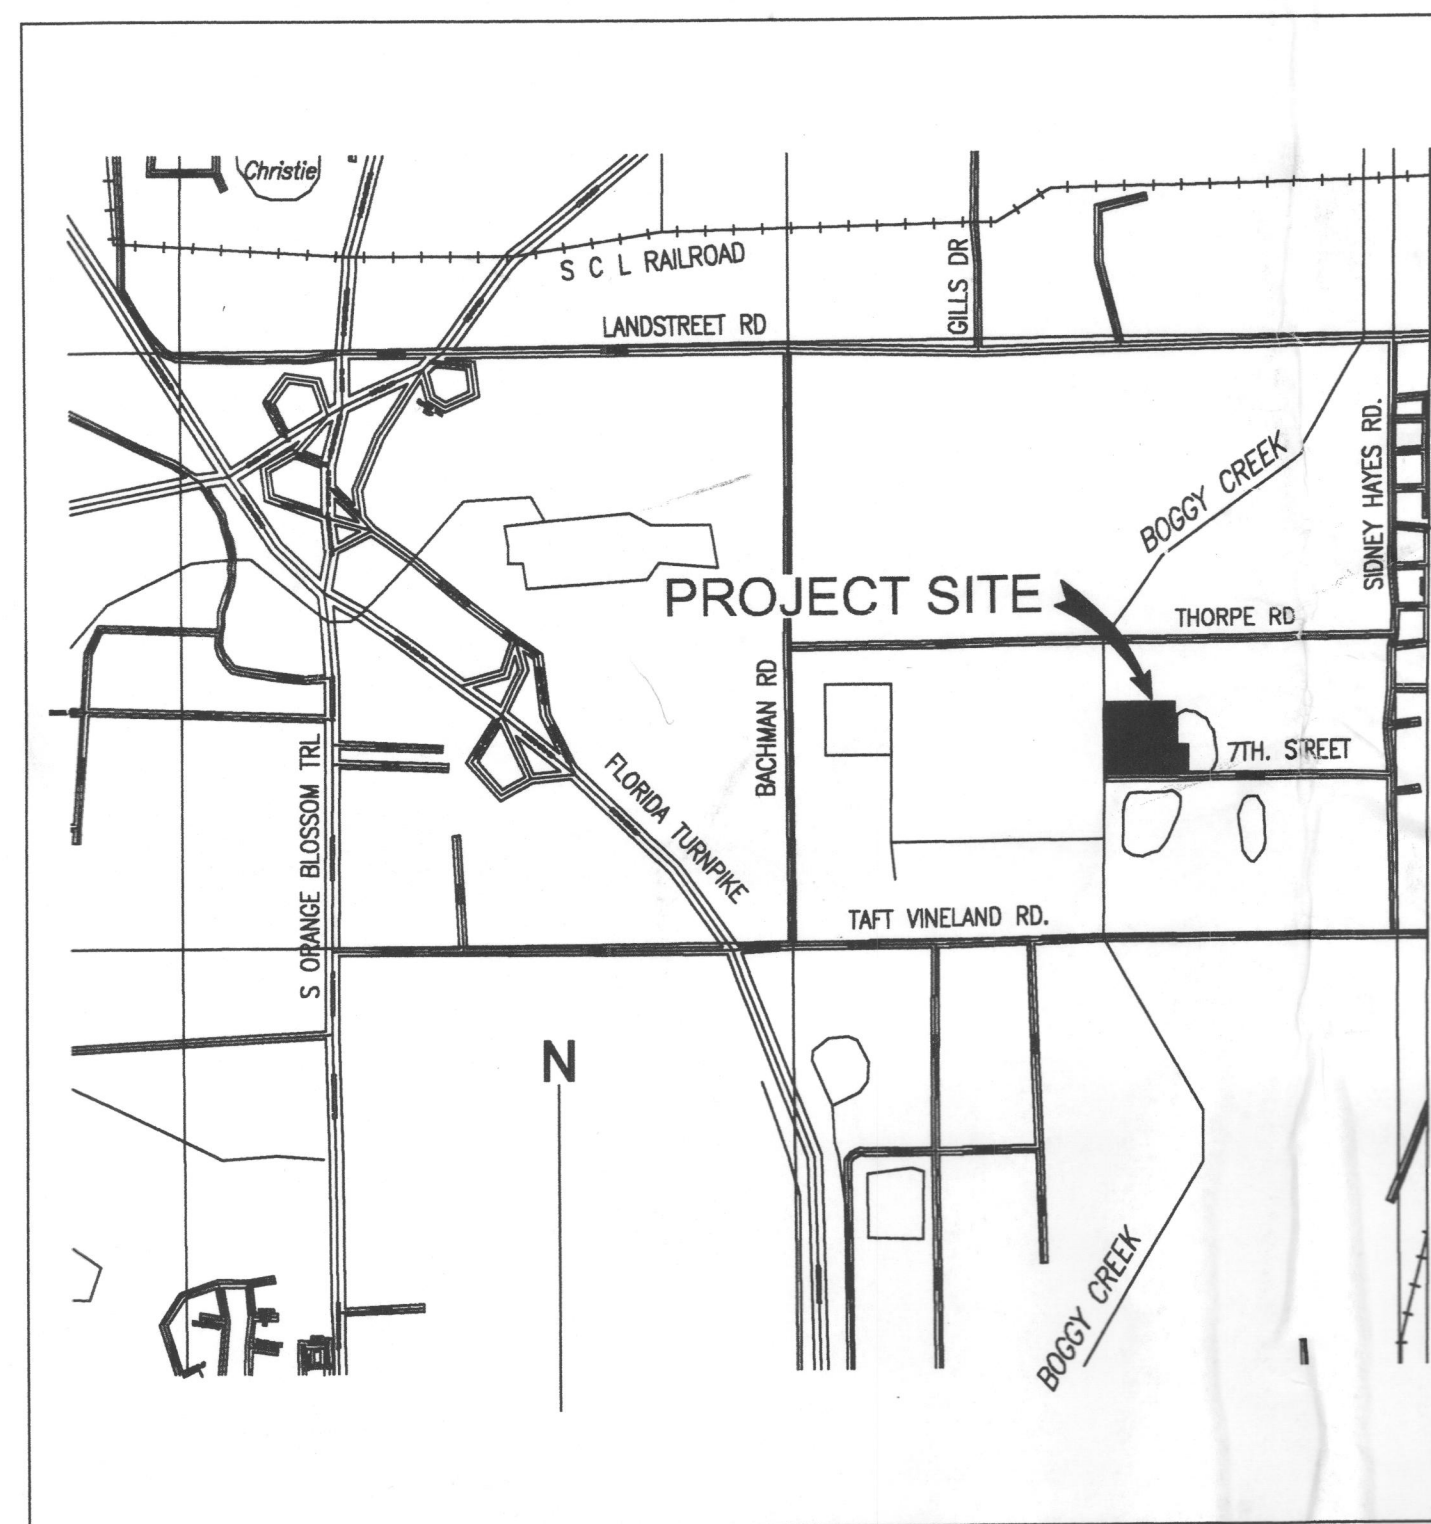 Christie
S C L RAILROAD
GILLS DR
LANDSTREET RD
SIDNEY HAYES RD.
BOGGY CREEK
PROJECT SITE
THORPE RD
BACHMAN RD
S ORANGE BLOSSOM TRL
FLORIDA TURNPIKE
7TH. STREET
TAFT VINELAND RD.
N
BOGGY CREEK